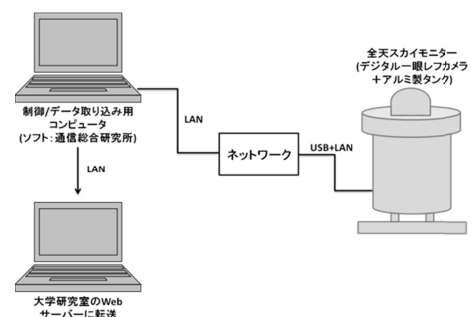 全天スカイモニター
(デジタル一眼レフカメラ
+アルミ製タンク)
制御/データ取り込み用
コンピュータ
(ソフト：通信総合研究所)
LAN
ネットワーク
USB+LAN
LAN
大学研究室のWeb
サーバーに転送